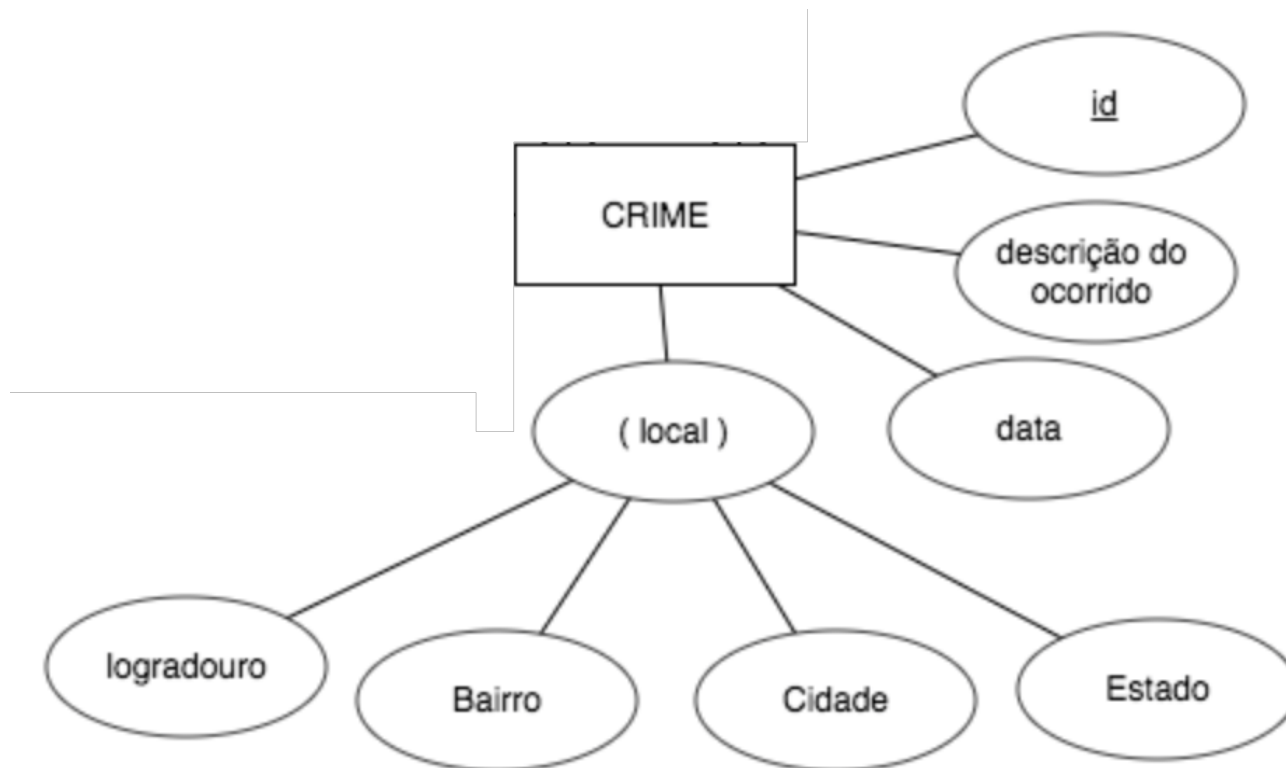 id
CRIME
descrição do
ocorrido
data
( local )
logradouro
Bairro
Cidade
Estado